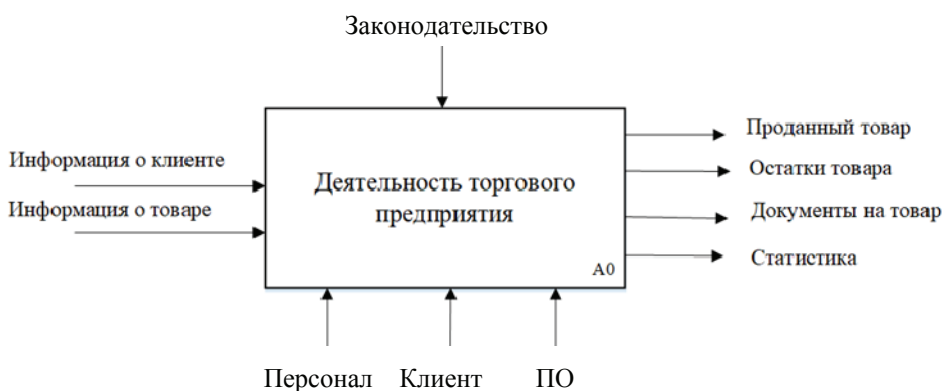 Законодательство
Информация о клиенте
Информация о товаре
Деятельность торгового
предприятия
А0
Проданный товар
Остатки товара
Документы на товар
Статистика
Персонал Клиент ПО